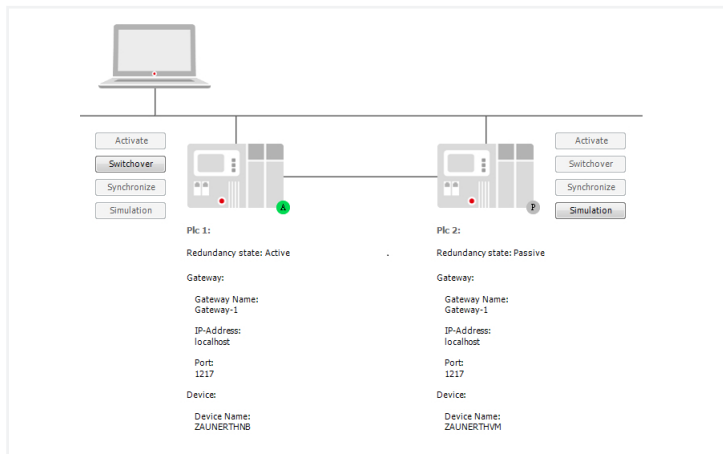 Activate
Switchover
Synchronize
Simulation
A
Plc 1:
Redundancy state: Active
Gateway:
Gateway Name:
Gateway-1
IP-Address:
localhost
Port:
1217
Device:
Device Name:
ZAUNERTHNB
.
P
Plc 2:
Redundancy state: Passive
Gateway:
Gateway Name:
Gateway-1
IP-Address:
localhost
Port:
1217
Device:
Device Name:
ZAUNERTHVM
Activate
Switchover
Synchronize
Simulation